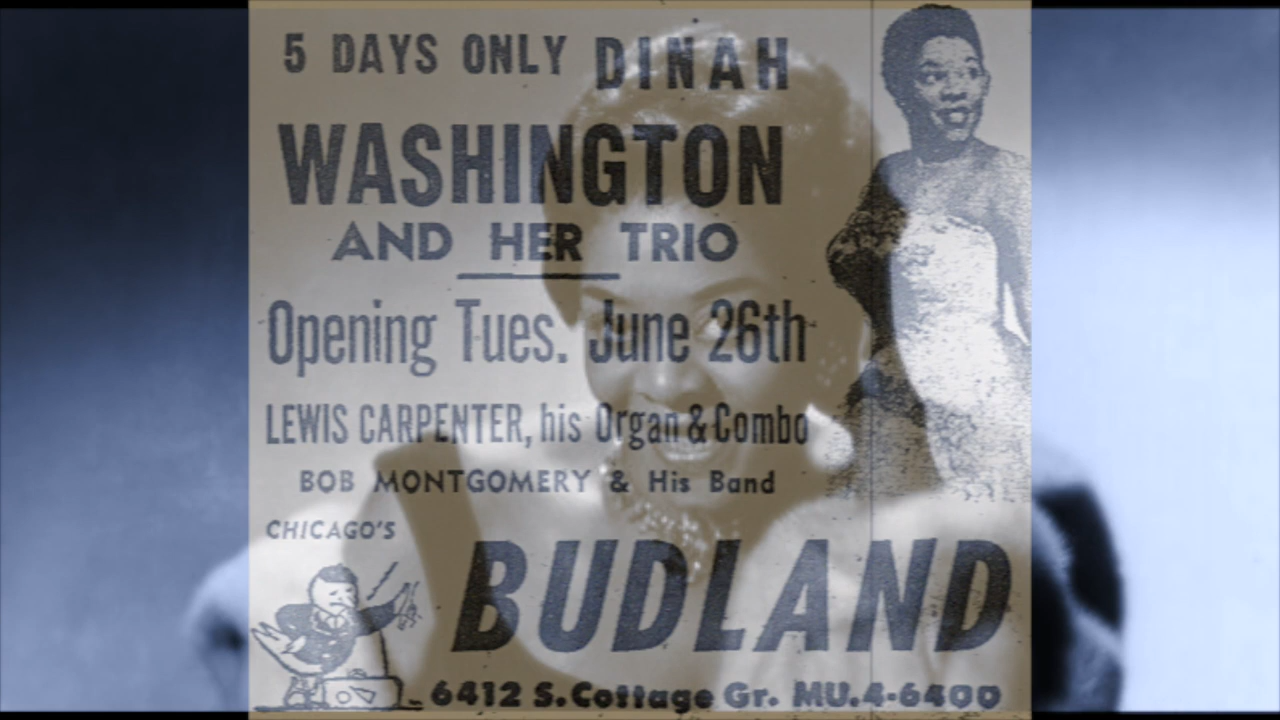 5 DAYS ONLY DINAH
WASHINGTON
AND HER TRIO
Opening Tues. June 26th
LEWIS CARPENTER, his Organ & Combo
BOB MONTGOMERY & His Band
CHICAGO'S
BUDLAND
6412 S. Cottage Gr. MU. 4-6400